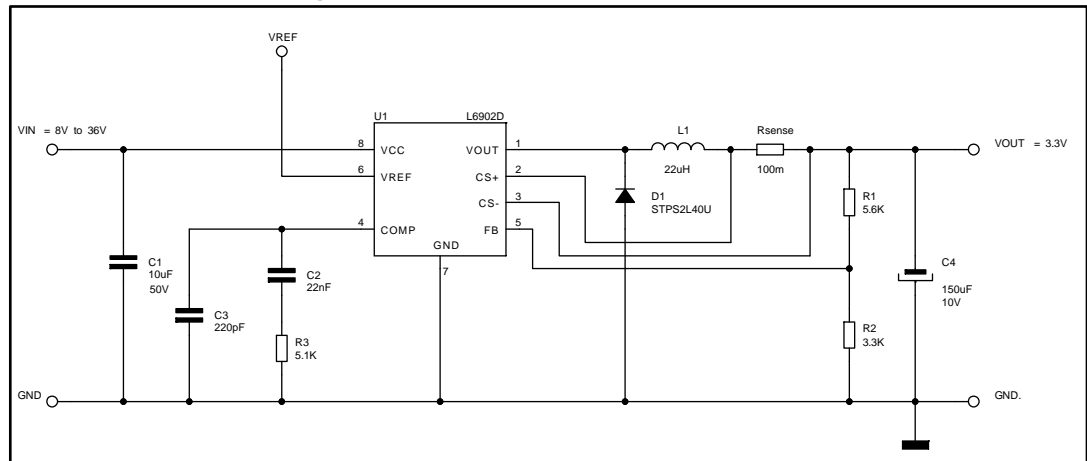 VREF
U1 L6902D
VIN = 8V to 36V
8 VCC
VOUT 1
6 VREF
CS+ 2
CS- 3
4 COMP
FB 5
GND
7
L1
22uH
Rsense
100m
VOUT = 3.3V
D1
STPS2L40U
R1
5.6K
C1
10uF
50V
C2
22nF
C3
220pF
R3
5.1K
C4
150uF
10V
R2
3.3K
GND
GND.